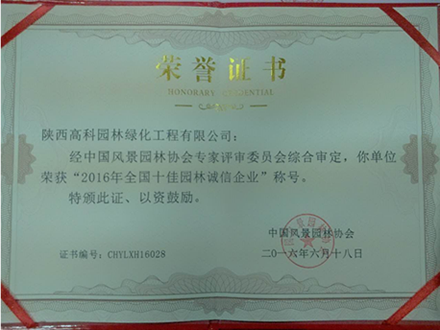 荣誉证书
HONORARY CREDENTIAL
陕西高科园林绿化工程有限公司：
经中国风景园林协会专家评审委员会综合审定，你单位
荣获“2016年全国十佳园林诚信企业”称号。
特颁此证、以资鼓励。
中国风景园林协会
证书编号：CHYLXH16028
二〇一六年六月十八日